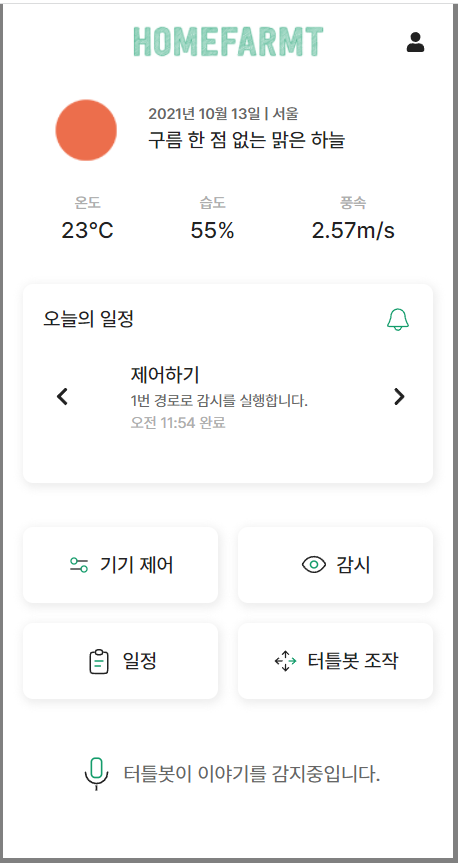 HOMEFARMT
2021년 10월 13일 | 서울
구름 한 점 없는 맑은 하늘
온도 습도 풍속
23°C 55% 2.57m/s
오늘의 일정
제어하기
1번 경로로 감시를 실행합니다.
오전 11:54 완료
기기 제어 감시
일정 터틀봇 조작
터틀봇이 이야기를 감지중입니다.